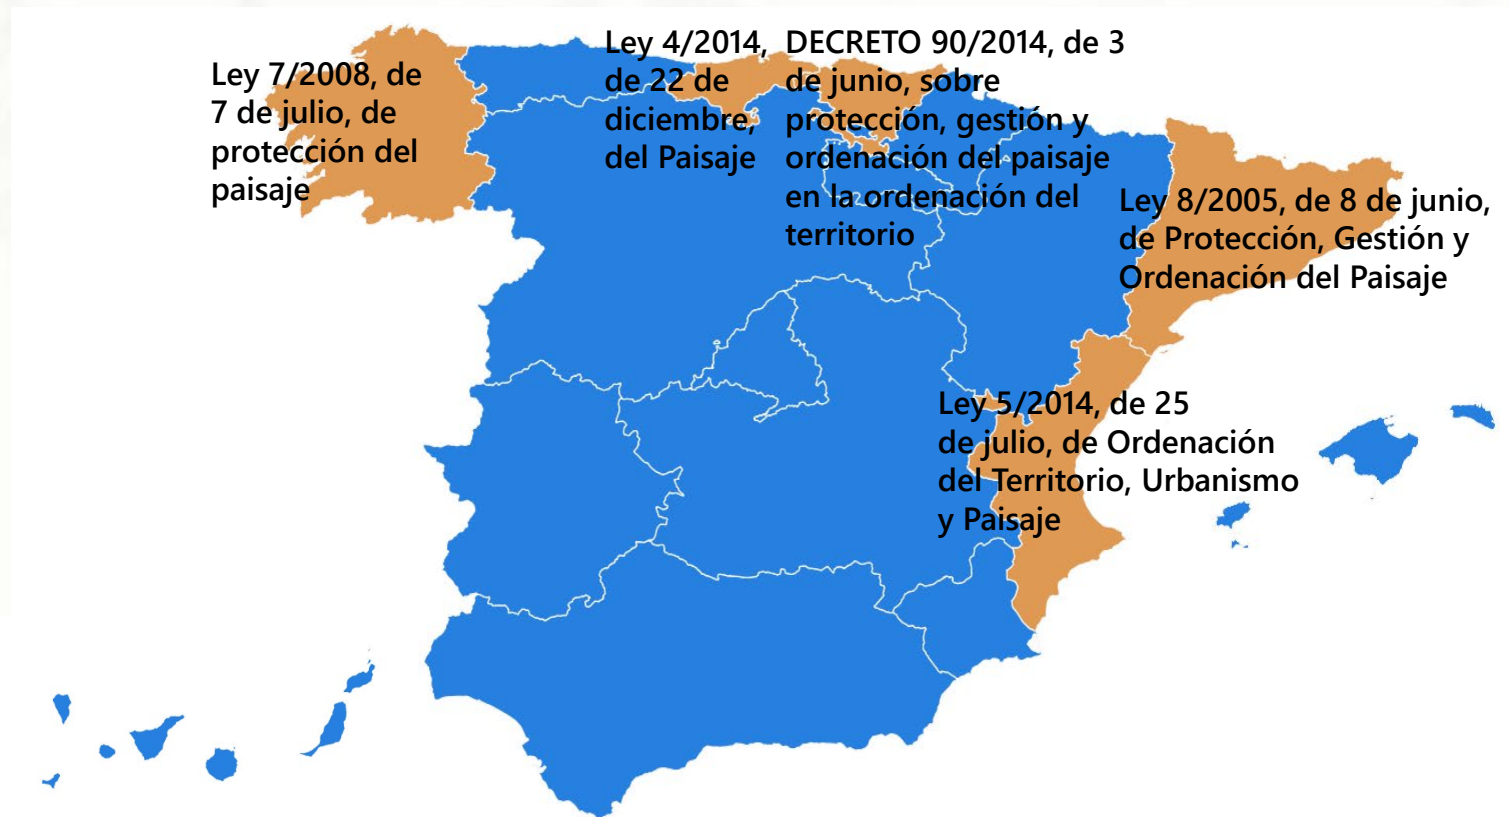 Ley 7/2008, de
7 de julio, de
protección del
paisaje
Ley 4/2014,
de 22 de
diciembre,
del Paisaje
DECRETO 90/2014, de 3
de junio, sobre
protección, gestión y
ordenación del paisaje
en la ordenación del
territorio
Ley 8/2005, de 8 de junio,
de Protección, Gestión y
Ordenación del Paisaje
Ley 5/2014, de 25
de julio, de Ordenación
del Territorio, Urbanismo
y Paisaje